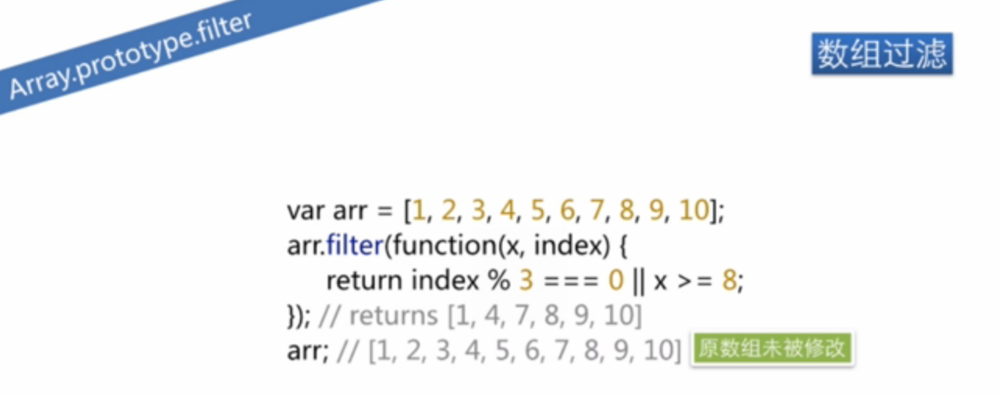 Array.prototype.filter
数组过滤
var arr = [1, 2, 3, 4, 5, 6, 7, 8, 9, 10];
arr.filter(function(x, index) {
    return index % 3 === 0 || x >= 8;
}); // returns [1, 4, 7, 8, 9, 10]
arr; // [1, 2, 3, 4, 5, 6, 7, 8, 9, 10] 原数组未被修改